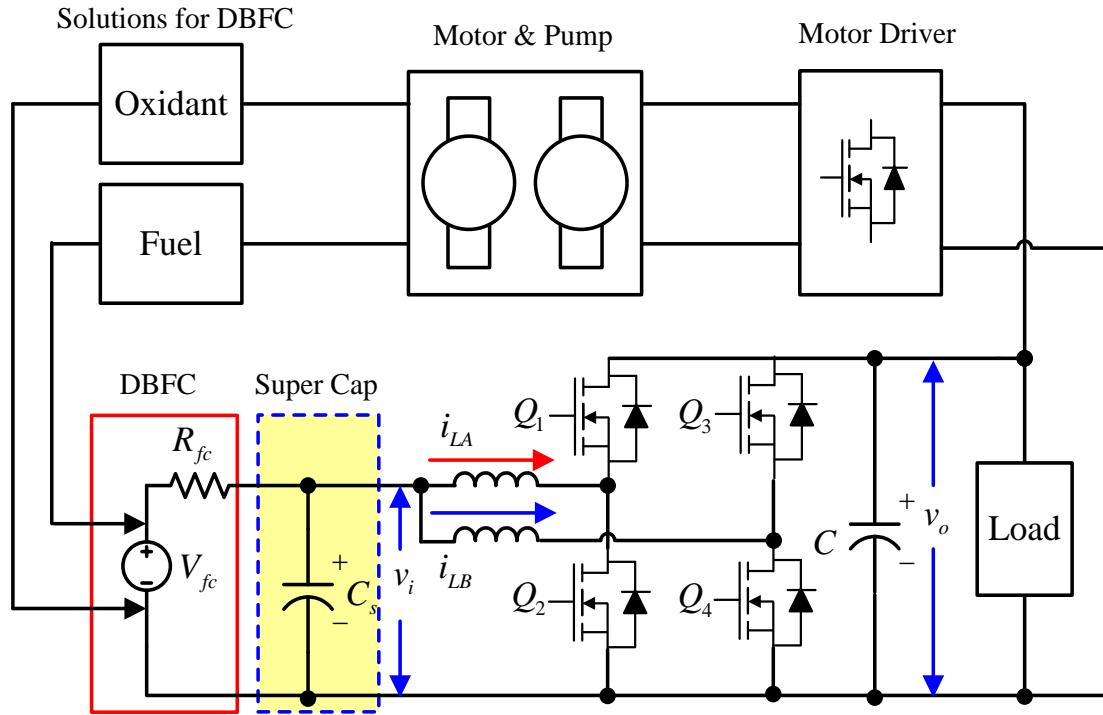 Solutions for DBFC
Motor & Pump
Motor Driver
Oxidant
Fuel
DBFC
Super Cap
R_fc
i_LA
Q_1
Q_3
+
V_fc
−
+
C_s
−
v_i
i_LB
Q_2
Q_4
C
+
−
v_o
Load